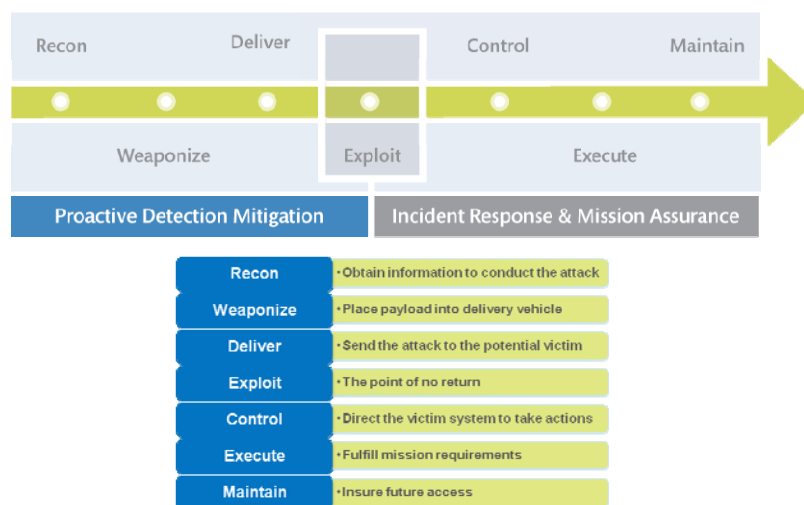 Recon
Deliver
Control
Maintain
Weaponize
Exploit
Execute
Proactive Detection Mitigation
Incident Response & Mission Assurance
Recon
•Obtain information to conduct the attack
Weaponize
•Place payload into delivery vehicle
Deliver
•Send the attack to the potential victim
Exploit
•The point of no return
Control
•Direct the victim system to take actions
Execute
•Fulfill mission requirements
Maintain
•Insure future access